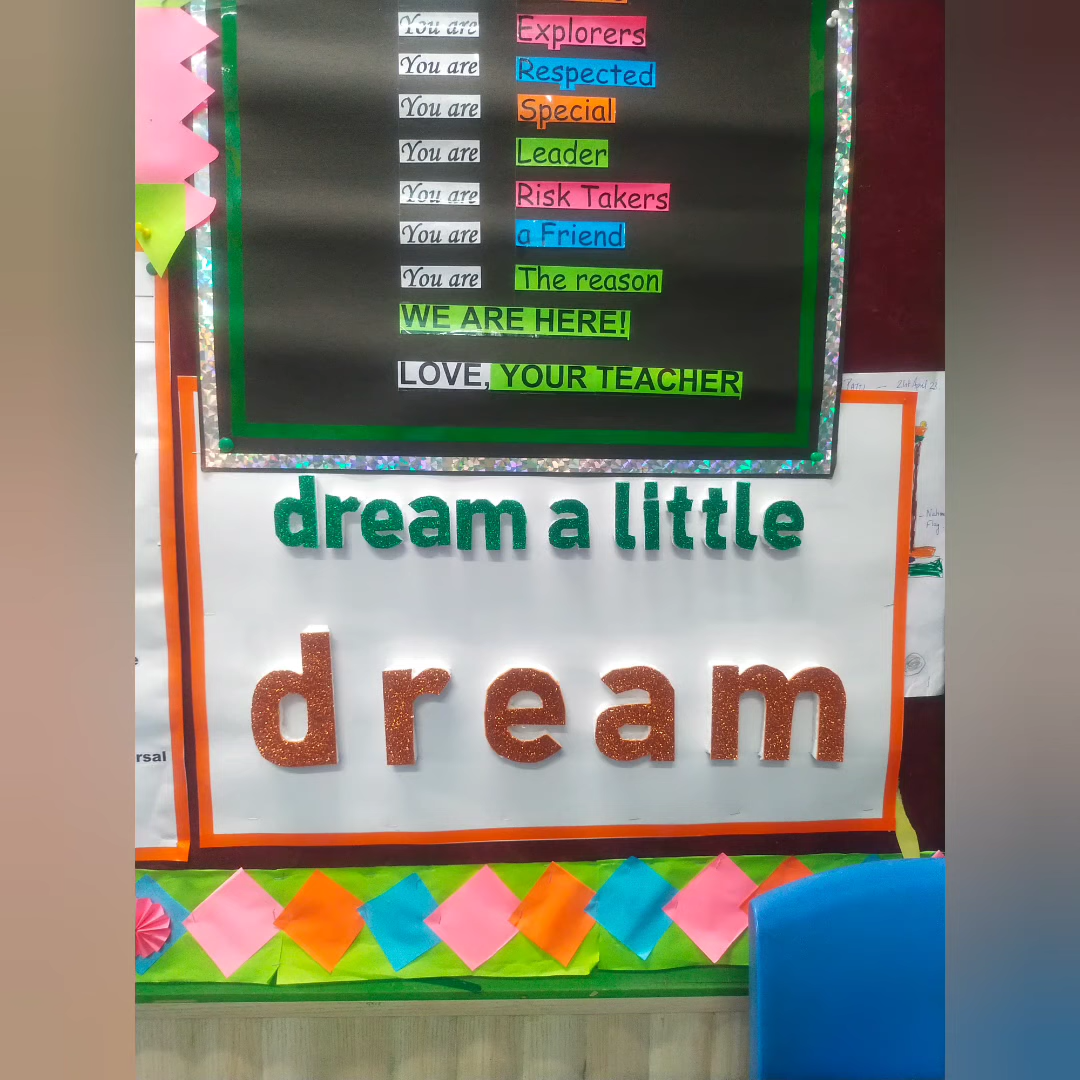 You are Explorers
You are Respected
You are Special
You are Leader
You are Risk Takers
You are a Friend
You are The reason
WE ARE HERE!
LOVE, YOUR TEACHER
dream a little
dream
rsal